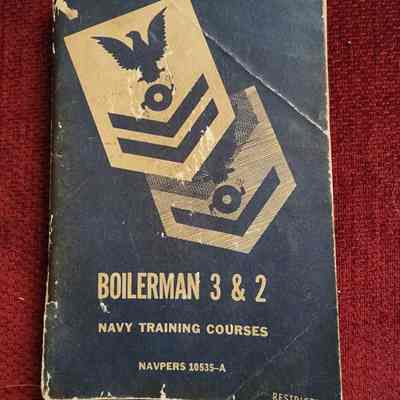 BOILERMAN 3 & 2
NAVY TRAINING COURSES
NAVPERS 10535-A